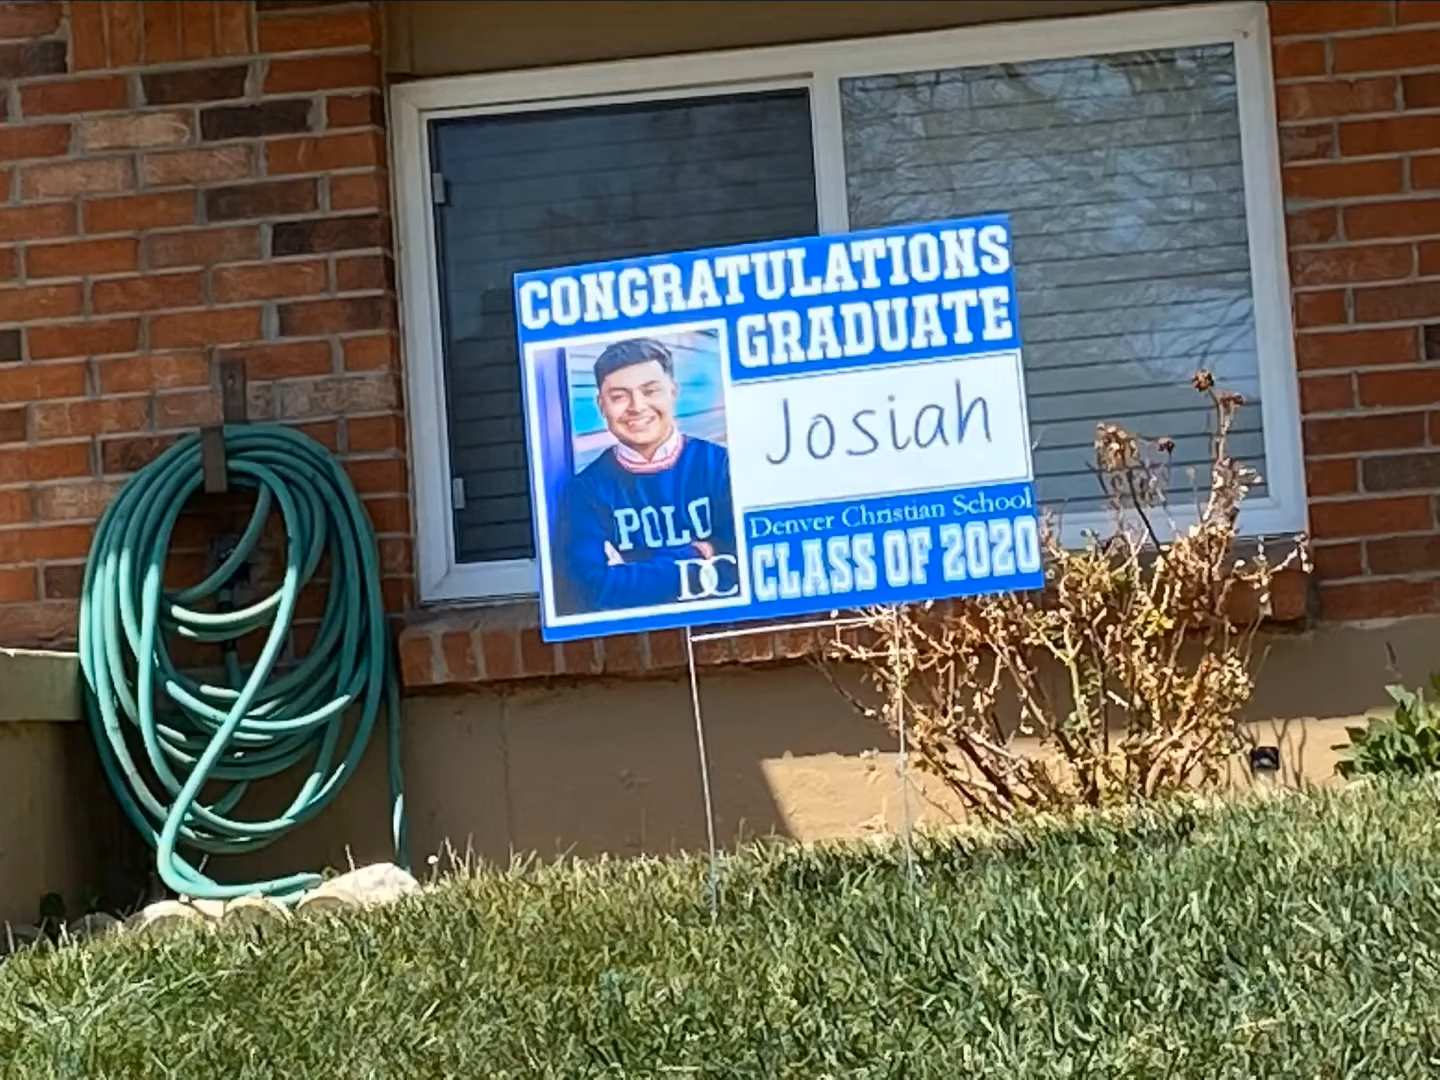 CONGRATULATIONS
GRADUATE
Josiah
POLO
DC
Denver Christian School
CLASS OF 2020